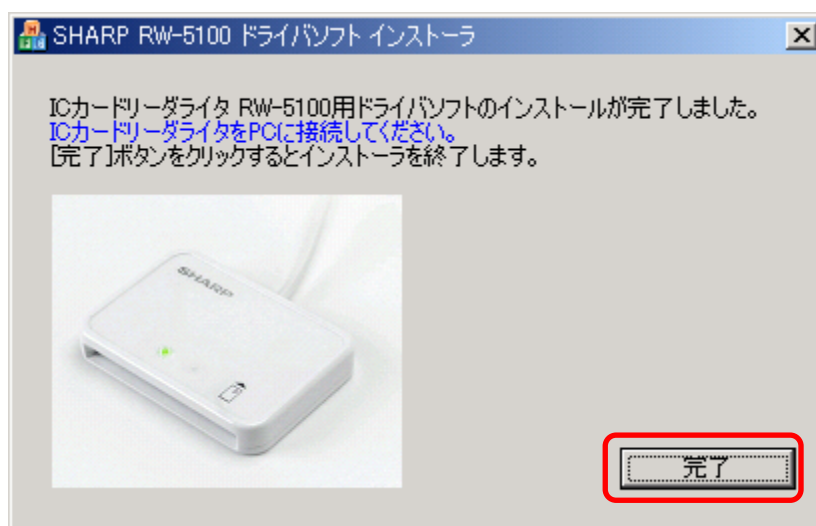 SHARP RW-5100 ドライバソフト インストーラ
ICカードリーダライタ RW-5100用ドライバソフトのインストールが完了しました。
ICカードリーダライタをPCに接続してください。
[完了]ボタンをクリックするとインストーラを終了します。
SHARP
完了